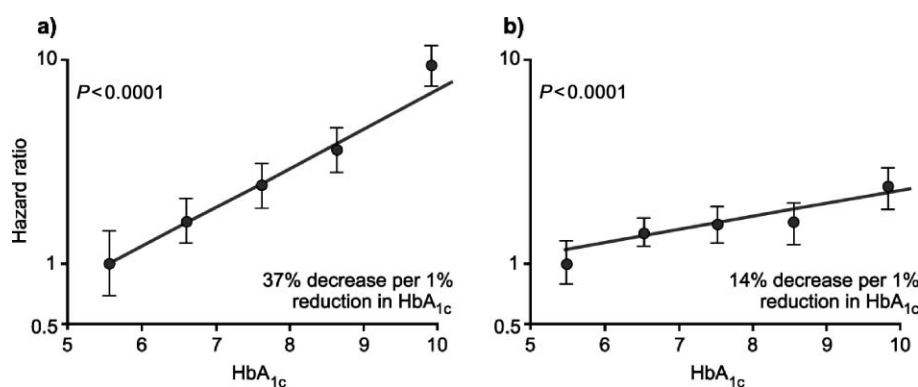 a)
10
P<0.0001
Hazard ratio
1
37% decrease per 1%
reduction in HbA1c
0.5
5 6 7 8 9 10
HbA1c
b)
10
P<0.0001
1
14% decrease per 1%
reduction in HbA1c
0.5
5 6 7 8 9 10
HbA1c